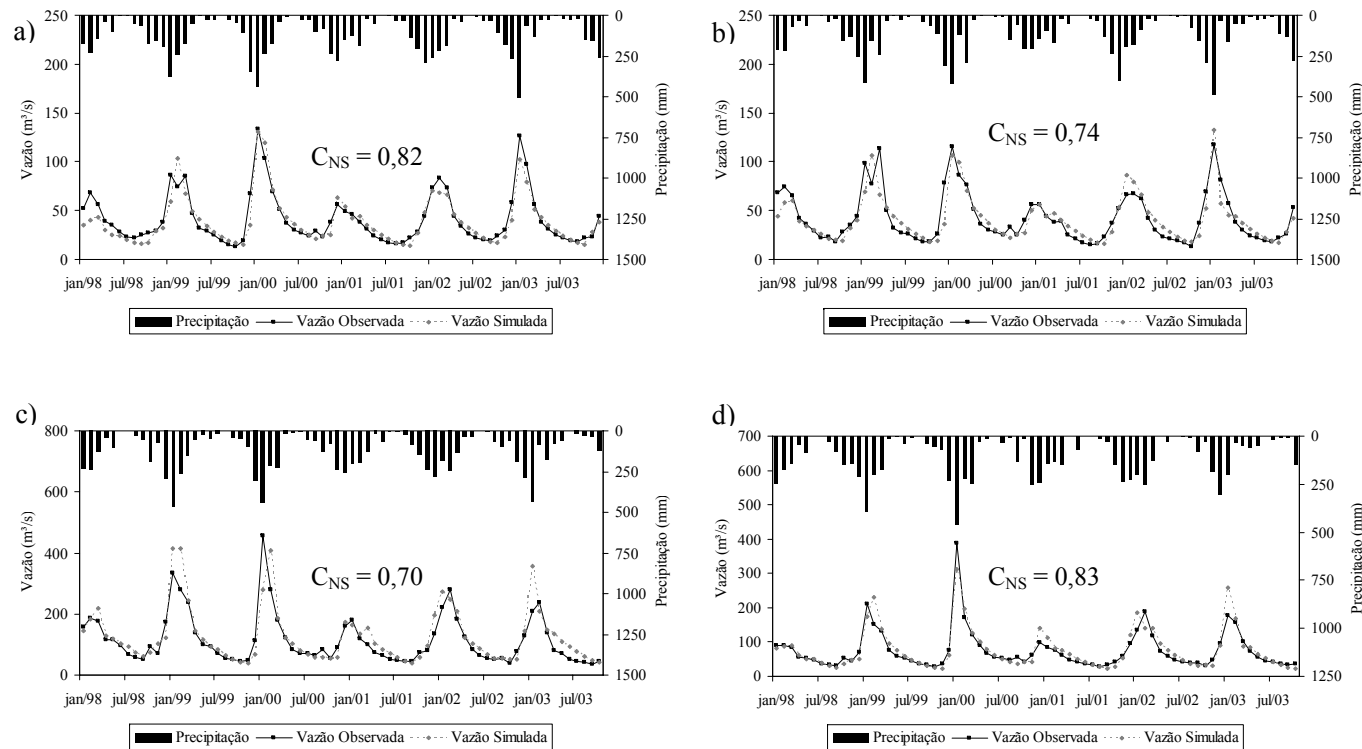 a)
250
200
150
100
50
0
Vazão (m³/s)
0
250
500
750
1000
1250
1500
Precipitação (mm)
C_NS = 0,82
jan/98 jul/98 jan/99 jul/99 jan/00 jul/00 jan/01 jul/01 jan/02 jul/02 jan/03 jul/03
Precipitação Vazão Observada Vazão Simulada
b)
250
200
150
100
50
0
Vazão (m³/s)
0
250
500
750
1000
1250
1500
Precipitação (mm)
C_NS = 0,74
jan/98 jul/98 jan/99 jul/99 jan/00 jul/00 jan/01 jul/01 jan/02 jul/02 jan/03 jul/03
Precipitação Vazão Observada Vazão Simulada
c)
800
600
400
200
0
Vazão (m³/s)
0
250
500
750
1000
1250
1500
Precipitação (mm)
C_NS = 0,70
jan/98 jul/98 jan/99 jul/99 jan/00 jul/00 jan/01 jul/01 jan/02 jul/02 jan/03 jul/03
Precipitação Vazão Observada Vazão Simulada
d)
700
600
500
400
300
200
100
0
Vazão (m³/s)
0
250
500
750
1000
1250
Precipitação (mm)
C_NS = 0,83
jan/98 jul/98 jan/99 jul/99 jan/00 jul/00 jan/01 jul/01 jan/02 jul/02 jan/03 jul/03
Precipitação Vazão Observada Vazão Simulada